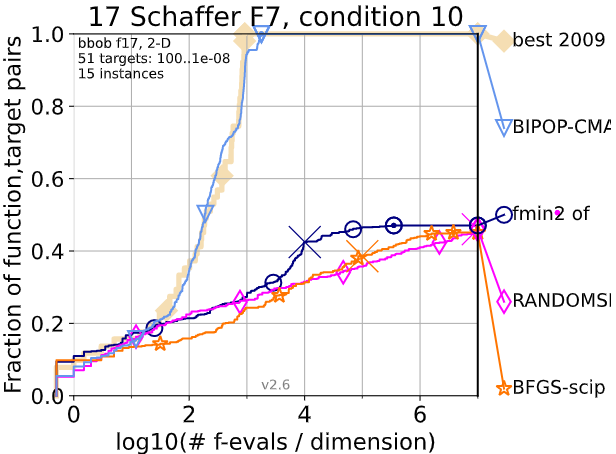 17 Schaffer F7, condition 10
bbob f17, 2-D
51 targets: 100..1e-08
15 instances
Fraction of function,target pairs
1.0
0.8
0.6
0.4
0.2
0.0
0
2
4
6
log10(# f-evals / dimension)
v2.6
best 2009
BIPOP-CMA
fmin2 of
RANDOMS
BFGS-scip